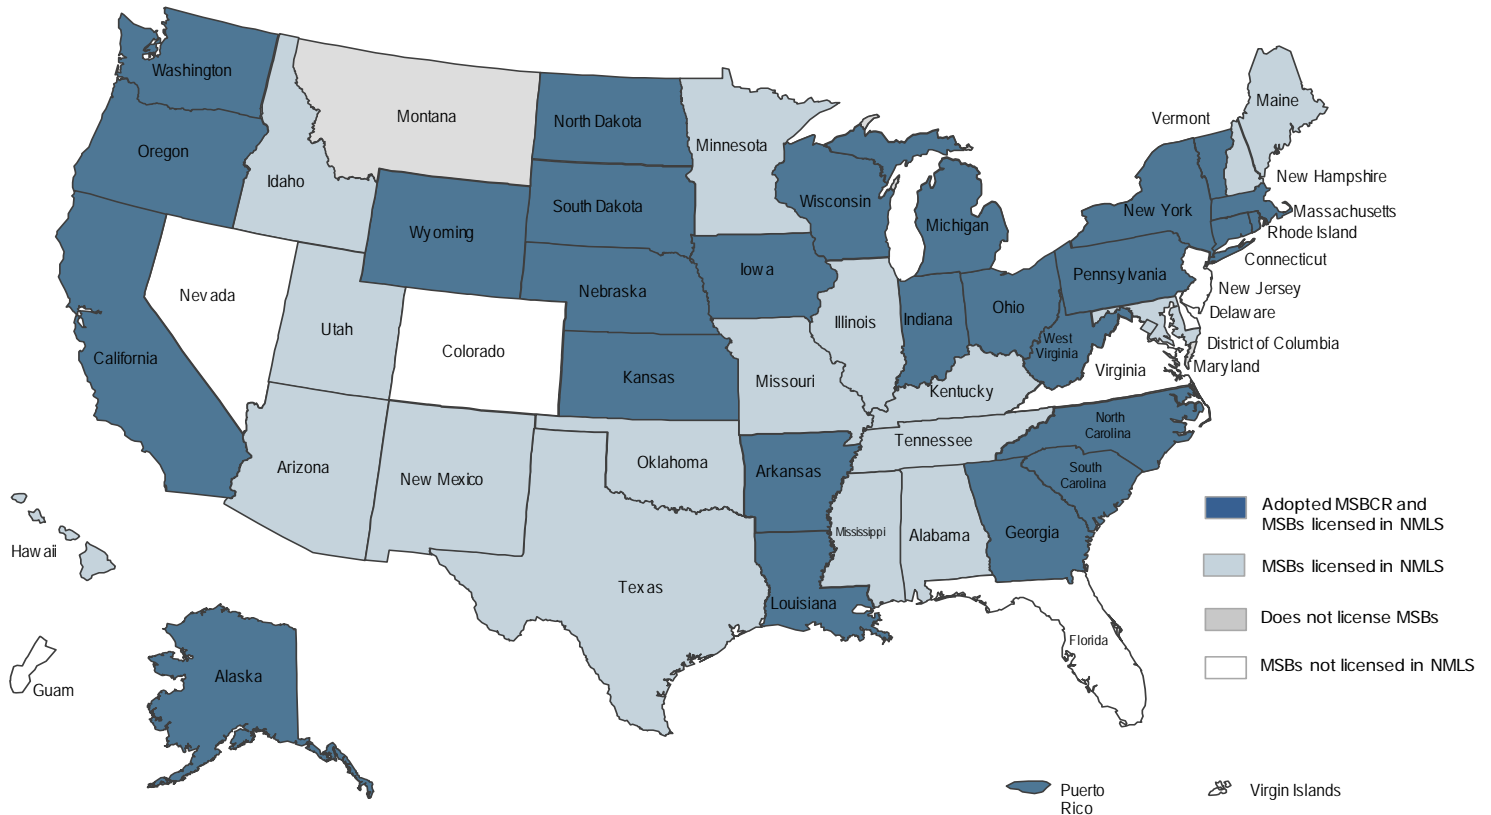 Washington
Montana
North Dakota
Minnesota
Maine
Vermont
Oregon
Idaho
New Hampshire
Wisconsin
South Dakota
New York
Massachusetts
Michigan
Wyoming
Rhode Island
Connecticut
Iowa
Pennsylvania
Nevada
Nebraska
New Jersey
Ohio
Delaware
Utah
Illinois
Indiana
West
Virginia
District of Columbia
California
Colorado
Maryland
Virginia
Kansas
Missouri
Kentucky
North
Carolina
Tennessee
Arizona
New Mexico
Oklahoma
Arkansas
South
Carolina
Adopted MSBCR and
MSBs licensed in NMLS
Mississippi
Alabama
Georgia
Hawaii
MSBs licensed in NMLS
Texas
Louisiana
Does not license MSBs
Florida
MSBs not licensed in NMLS
Alaska
Guam
Puerto
Rico
Virgin Islands